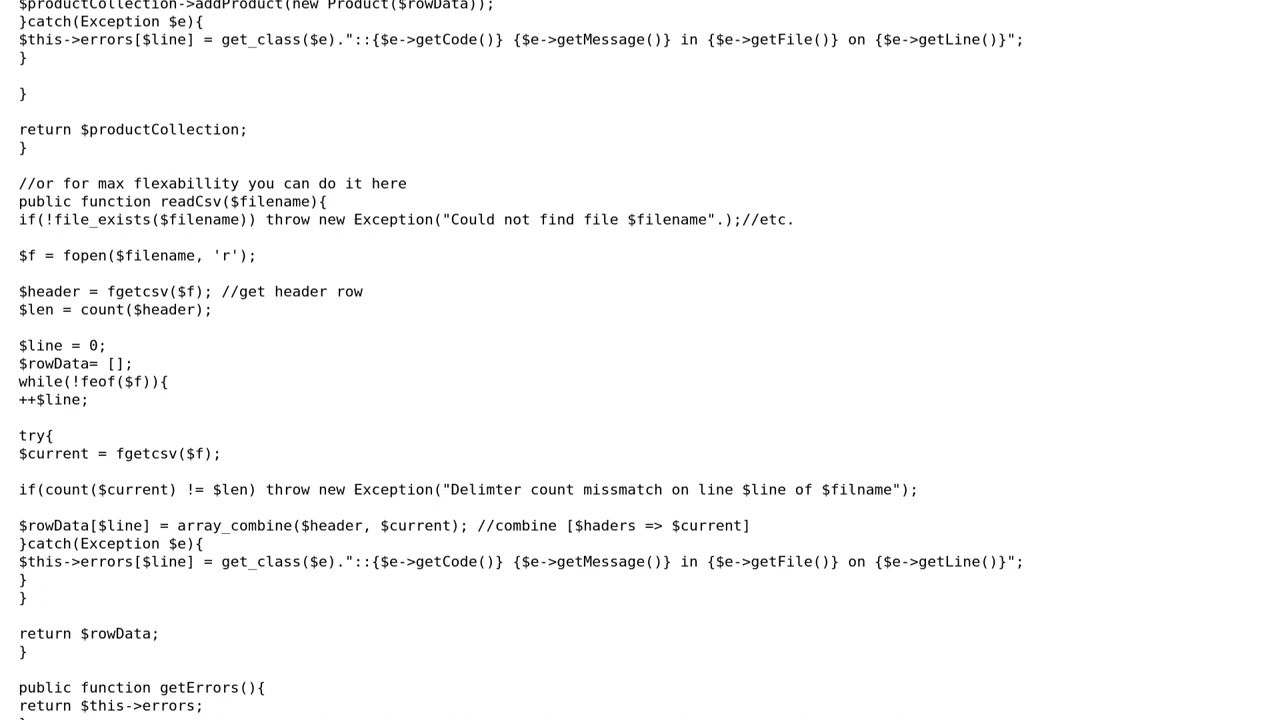 $productCollection->addProduct(new Product($rowData));
}catch(Exception $e){
$this->errors[$line] = get_class($e)."::{$e->getCode()} {$e->getMessage()} in {$e->getFile()} on {$e->getLine()}";
}
}
return $productCollection;
}
//or for max flexabillity you can do it here
public function readCsv($filename){
if(!file_exists($filename)) throw new Exception("Could not find file $filename".);//etc.
$f = fopen($filename, 'r');
$header = fgetcsv($f); //get header row
$len = count($header);
$line = 0;
$rowData= [];
while(!feof($f)){
++$line;
try{
$current = fgetcsv($f);
if(count($current) != $len) throw new Exception("Delimter count missmatch on line $line of $filname");
$rowData[$line] = array_combine($header, $current); //combine [$haders => $current]
}catch(Exception $e){
$this->errors[$line] = get_class($e)."::{$e->getCode()} {$e->getMessage()} in {$e->getFile()} on {$e->getLine()}";
}
}
return $rowData;
}
public function getErrors(){
return $this->errors;
}